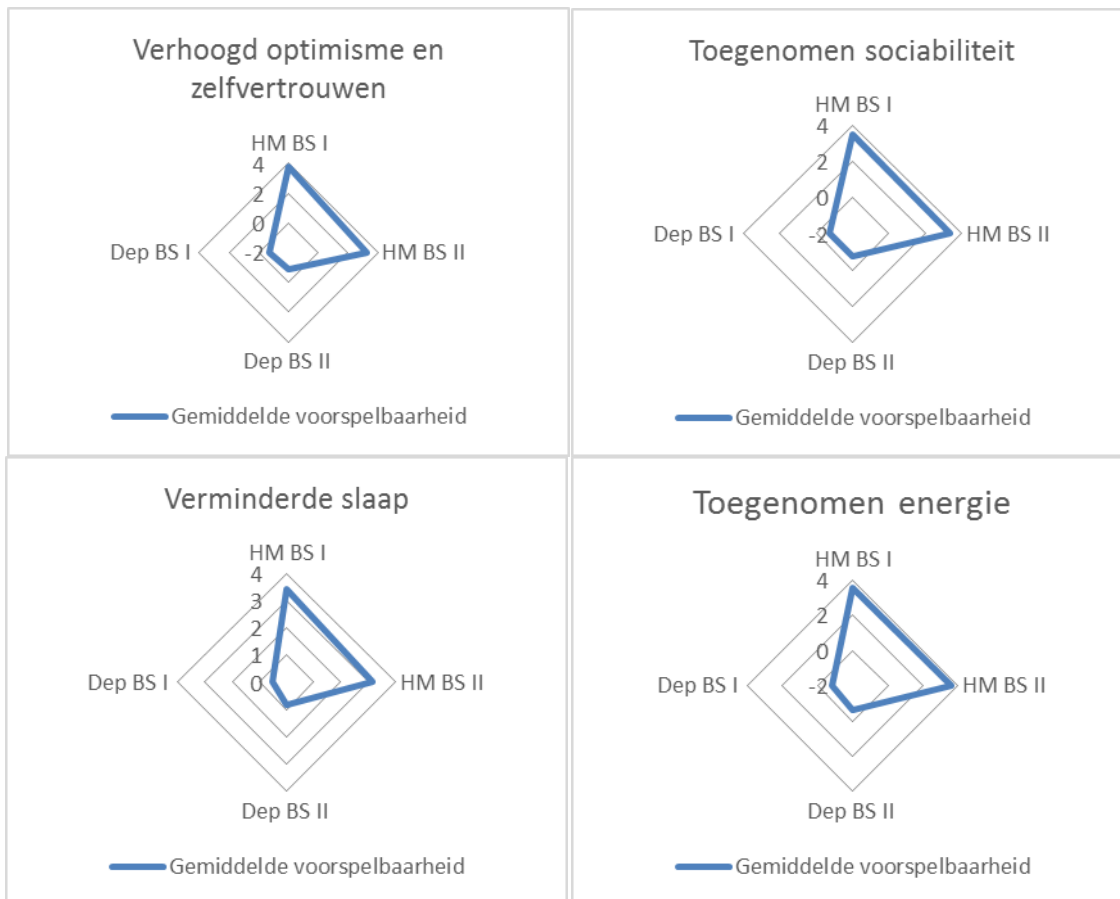 Verhoogd optimisme en
zelfvertrouwen
HM BS I
4
2
0
-2
Dep BS I
HM BS II
Dep BS II
Gemiddelde voorspelbaarheid
Toegenomen sociabiliteit
HM BS I
4
2
0
-2
Dep BS I
HM BS II
Dep BS II
Gemiddelde voorspelbaarheid
Verminderde slaap
HM BS I
4
3
2
1
0
Dep BS I
HM BS II
Dep BS II
Gemiddelde voorspelbaarheid
Toegenomen energie
HM BS I
4
2
0
-2
Dep BS I
HM BS II
Dep BS II
Gemiddelde voorspelbaarheid